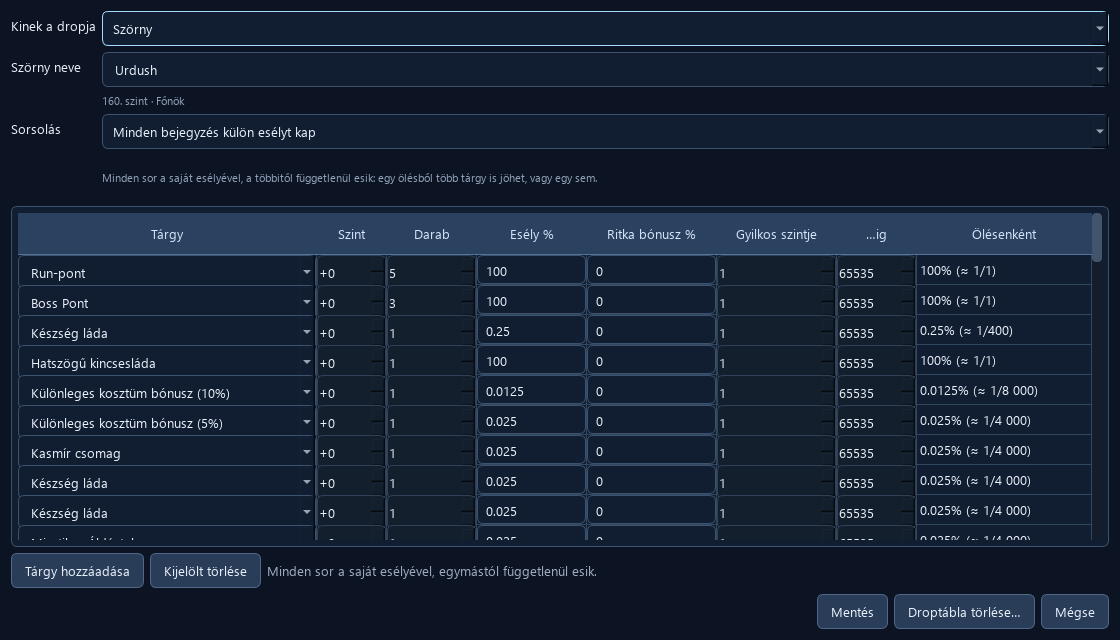 Kinek a dropja Szörny
Szörny neve Urdush
160. szint · Főnök
Sorsolás Minden bejegyzés külön esélyt kap
Minden sor a saját esélyével, a többitől függetlenül esik: egy ölésből több tárgy is jöhet, vagy egy sem.
Tárgy Szint Darab Esély % Ritka bónusz % Gyilkos szintje ...ig Ölésenként
Run-pont +0 5 100 0 1 65535 100% (≈ 1/1)
Boss Pont +0 3 100 0 1 65535 100% (≈ 1/1)
Készség láda +0 1 0.25 0 1 65535 0.25% (≈ 1/400)
Hatszögű kincsesláda +0 1 100 0 1 65535 100% (≈ 1/1)
Különleges kosztüm bónusz (10%) +0 1 0.0125 0 1 65535 0.0125% (≈ 1/8 000)
Különleges kosztüm bónusz (5%) +0 1 0.025 0 1 65535 0.025% (≈ 1/4 000)
Kasmír csomag +0 1 0.025 0 1 65535 0.025% (≈ 1/4 000)
Készség láda +0 1 0.025 0 1 65535 0.025% (≈ 1/4 000)
Készség láda +0 1 0.025 0 1 65535 0.025% (≈ 1/4 000)
0.025% (≈ 1/4 000)
Tárgy hozzáadása Kijelölt törlése Minden sor a saját esélyével, egymástól függetlenül esik.
Mentés Droptábla törlése... Mégse